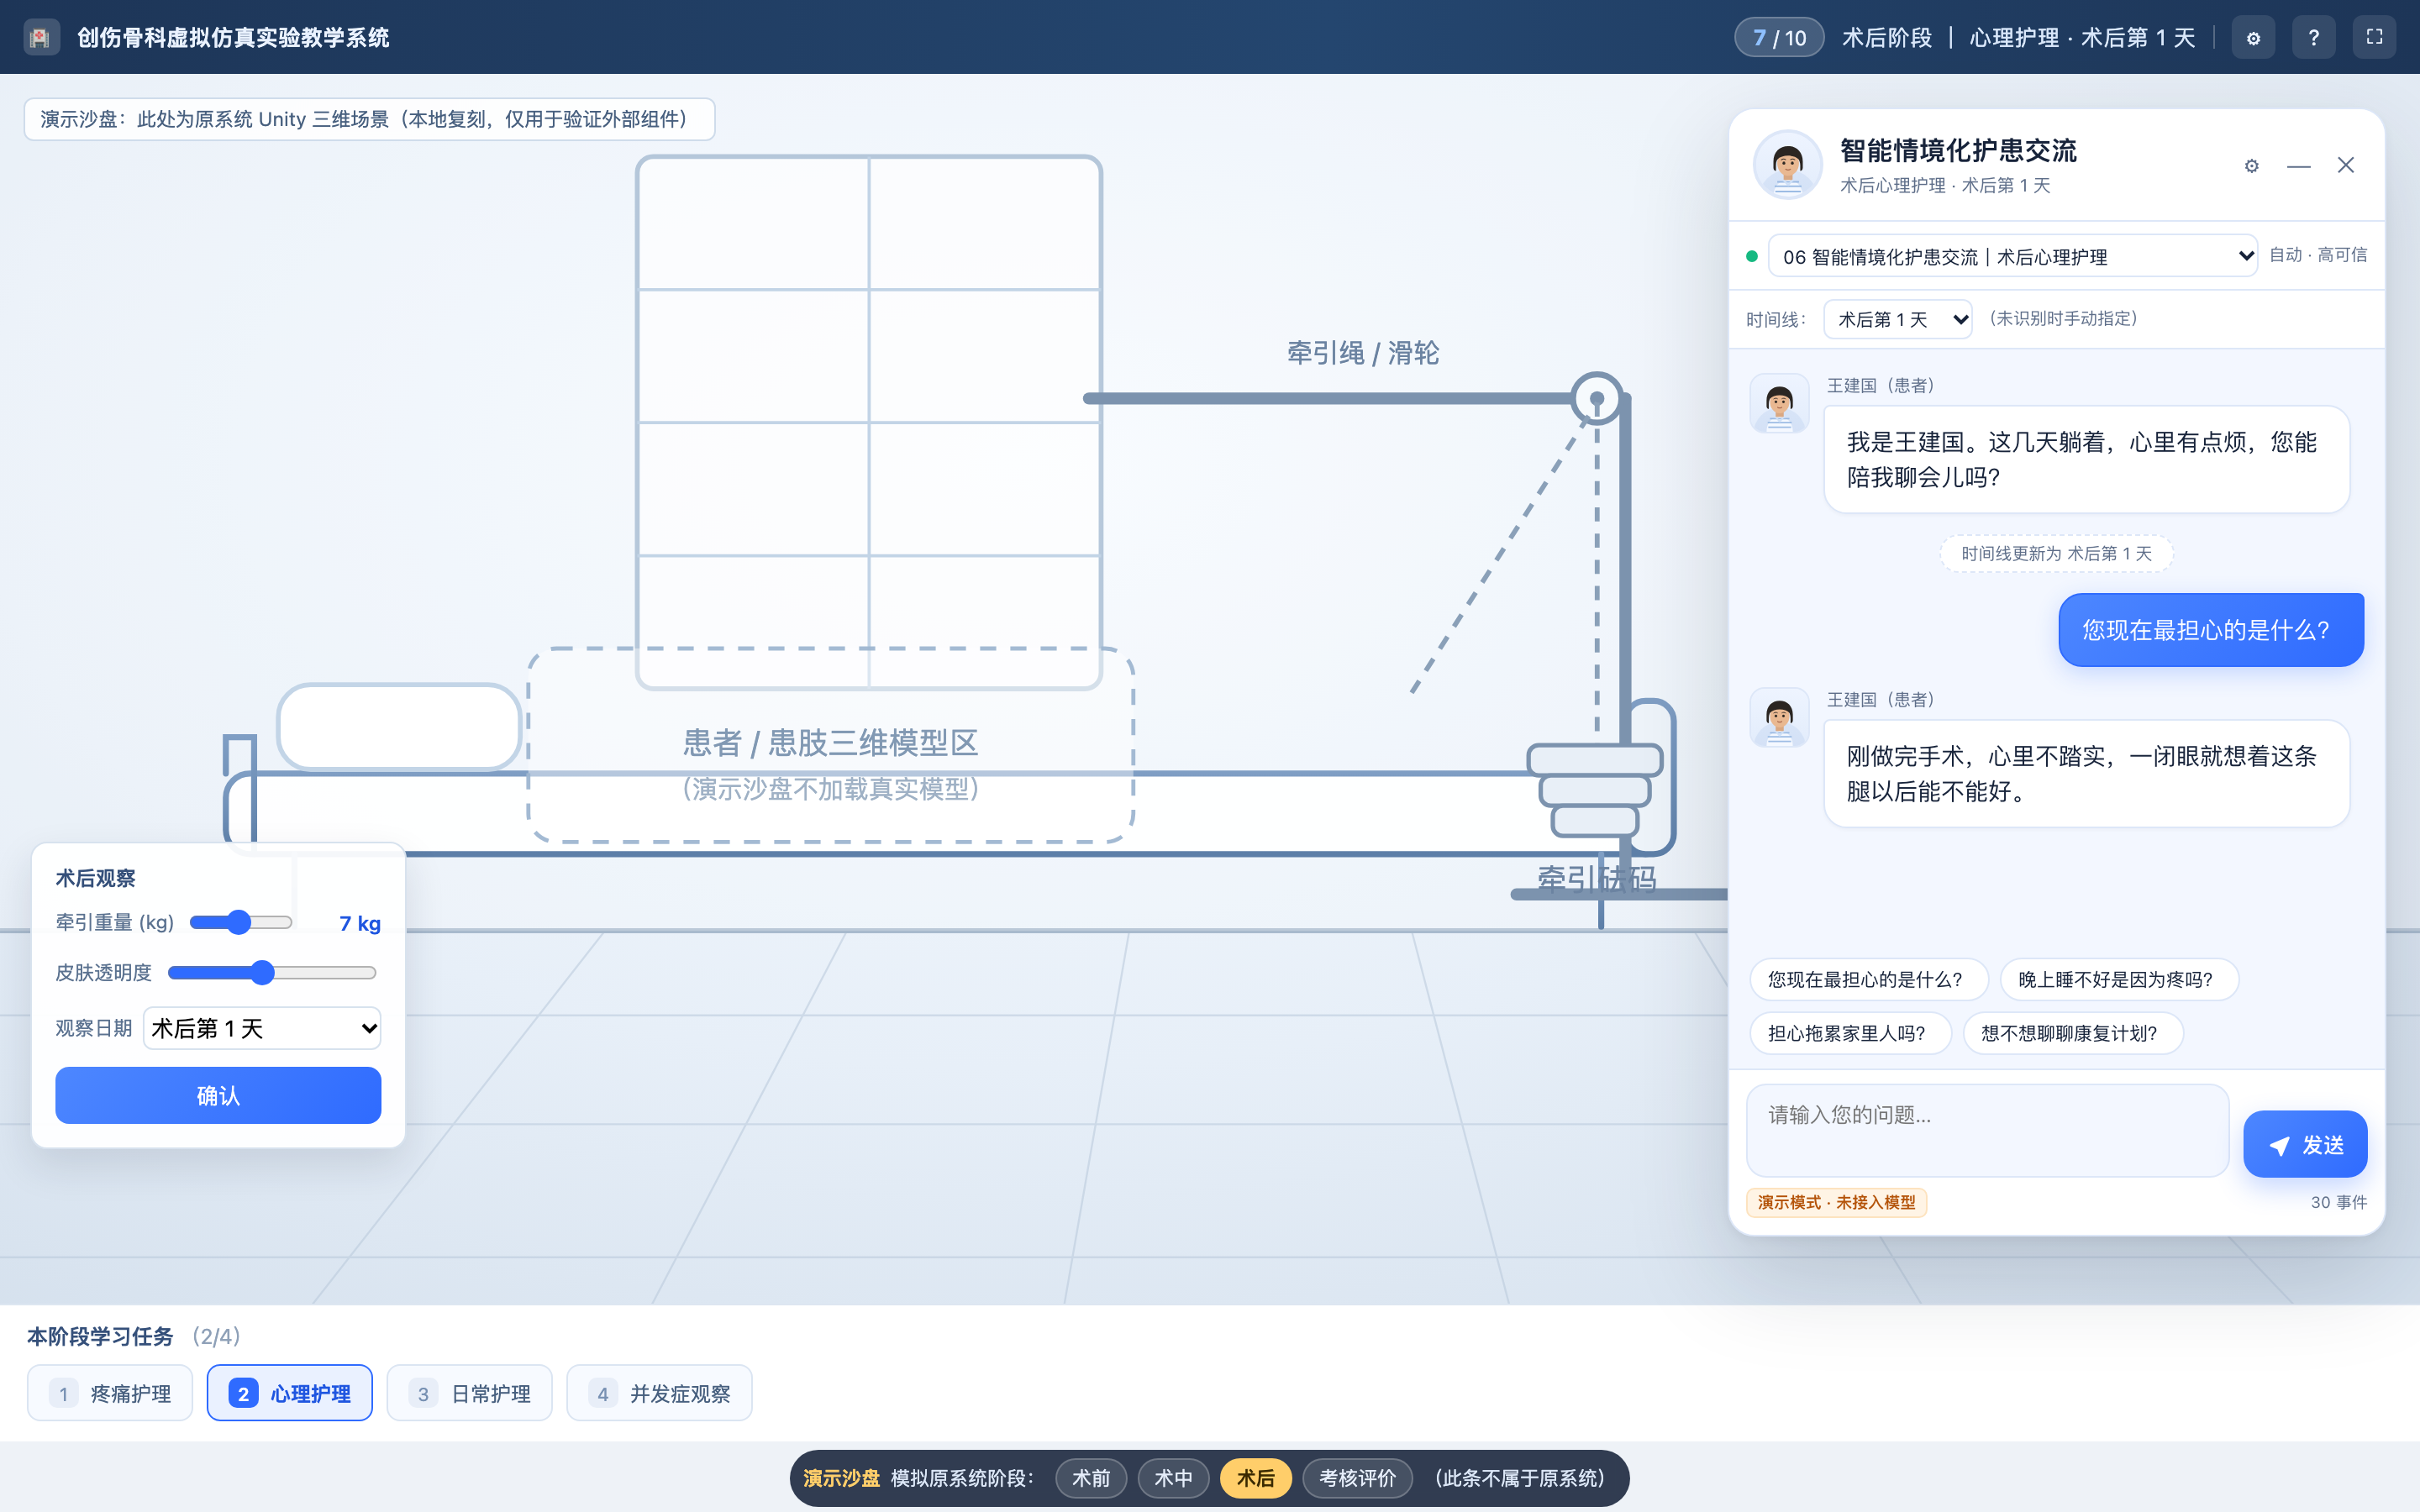 创伤骨科虚拟仿真实验教学系统
7 / 10 术后阶段 | 心理护理 · 术后第 1 天 ?
演示沙盘：此处为原系统 Unity 三维场景（本地复刻，仅用于验证外部组件）
牵引绳 / 滑轮
患者 / 患肢三维模型区
(演示沙盘不加载真实模型)
牵引砝码
术后观察
牵引重量 (kg) 7 kg
皮肤透明度
观察日期 术后第 1 天
确认
智能情境化护患交流
术后心理护理 · 术后第 1 天
06 智能情境化护患交流 | 术后心理护理 自动 · 高可信
时间线： 术后第 1 天 （未识别时手动指定）
王建国（患者）
我是王建国。这几天躺着，心里有点烦，您能
陪我聊会儿吗？
时间线更新为 术后第 1 天
您现在最担心的是什么？
王建国（患者）
刚做完手术，心里不踏实，一闭眼就想着这条
腿以后能不能好。
您现在最担心的是什么？ 晚上睡不好是因为疼吗？
担心拖累家里人吗？ 想不想聊聊康复计划？
请输入您的问题...
发送
演示模式 · 未接入模型 30 事件
本阶段学习任务 （2/4）
1 疼痛护理 2 心理护理 3 日常护理 4 并发症观察
演示沙盘 模拟原系统阶段： 术前 术中 术后 考核评价 （此条不属于原系统）